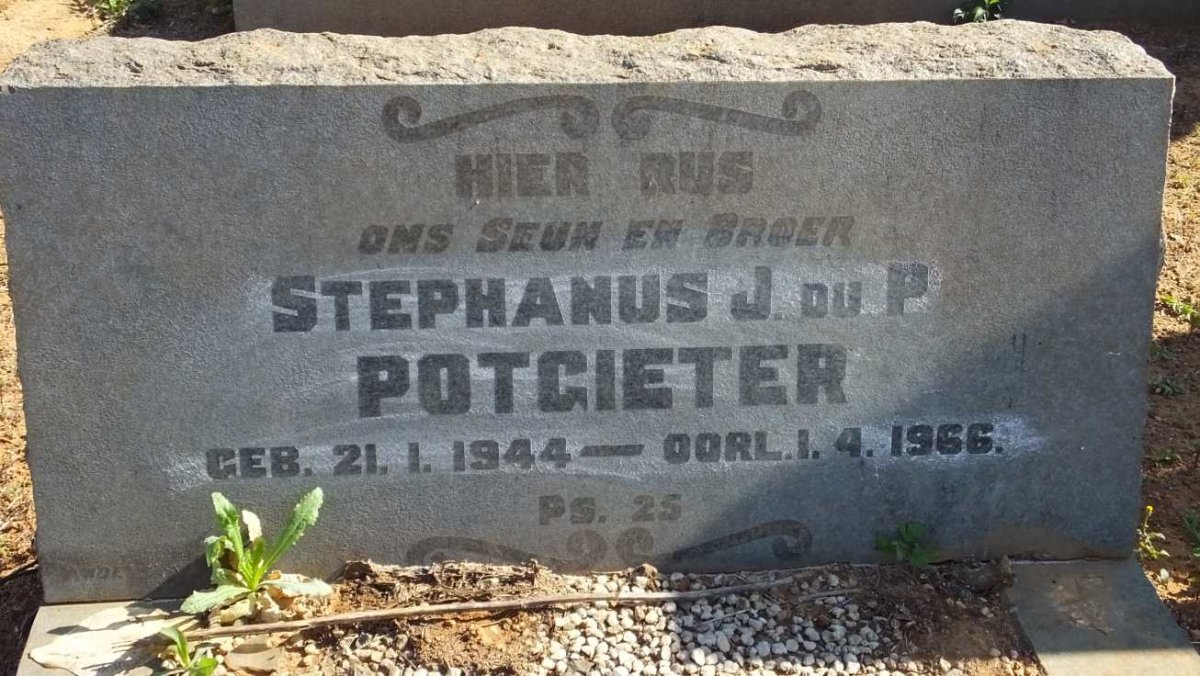 HIER RUS
ONS SEUN EN BROER
STEPHANUS J. DU P
POTGIETER
GEB. 21. 1. 1944 — OORL. 1. 4. 1966.
PS. 25